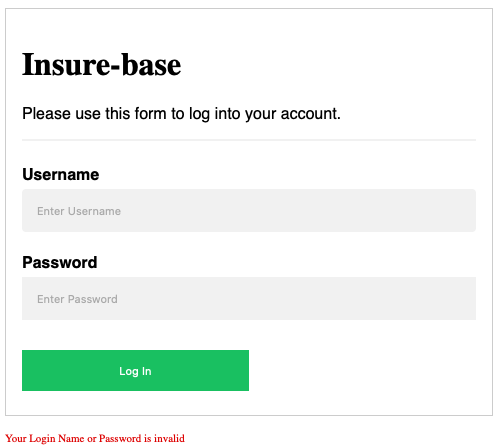 Insure-base
Please use this form to log into your account.
Username
Enter Username
Password
Enter Password
Log In
Your Login Name or Password is invalid